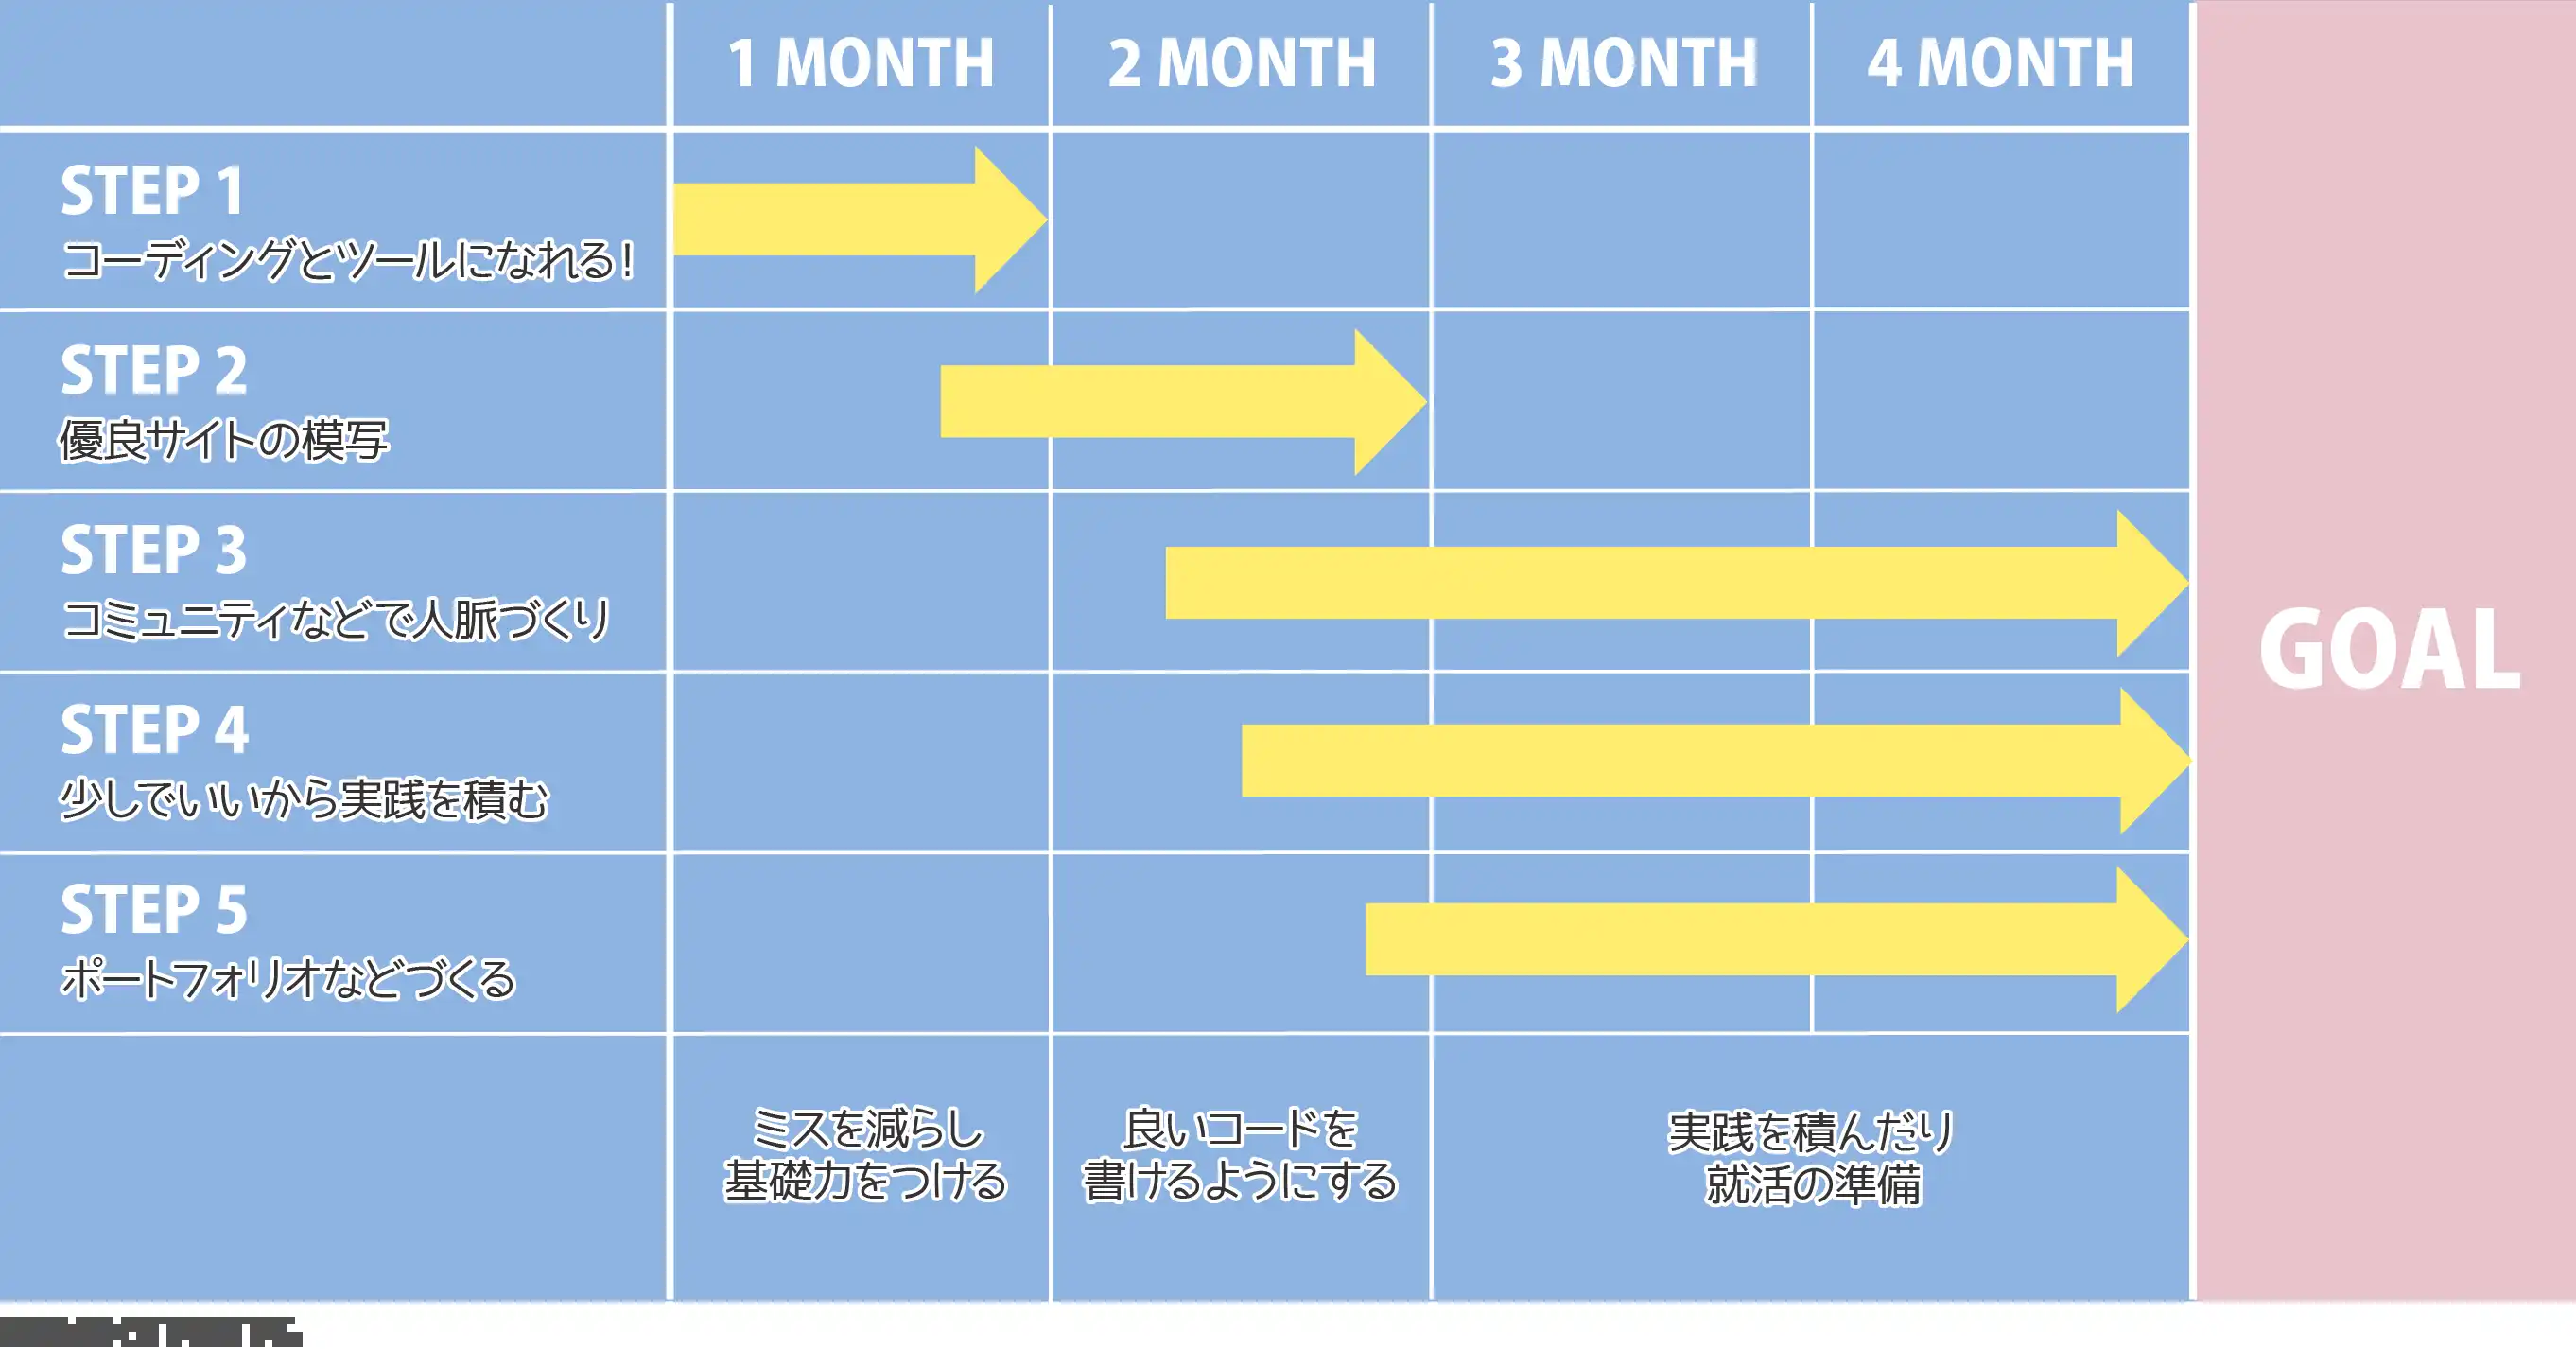 1 MONTH
2 MONTH
3 MONTH
4 MONTH
STEP 1
コーディングとツールになれる!
STEP 2
優良サイトの模写
STEP 3
コミュニティなどで人脈づくり
STEP 4
少しでいいから実践を積む
STEP 5
ポートフォリオなどづくる
GOAL
ミスを減らし
基礎力をつける
良いコードを
書けるようにする
実践を積んだり
就活の準備